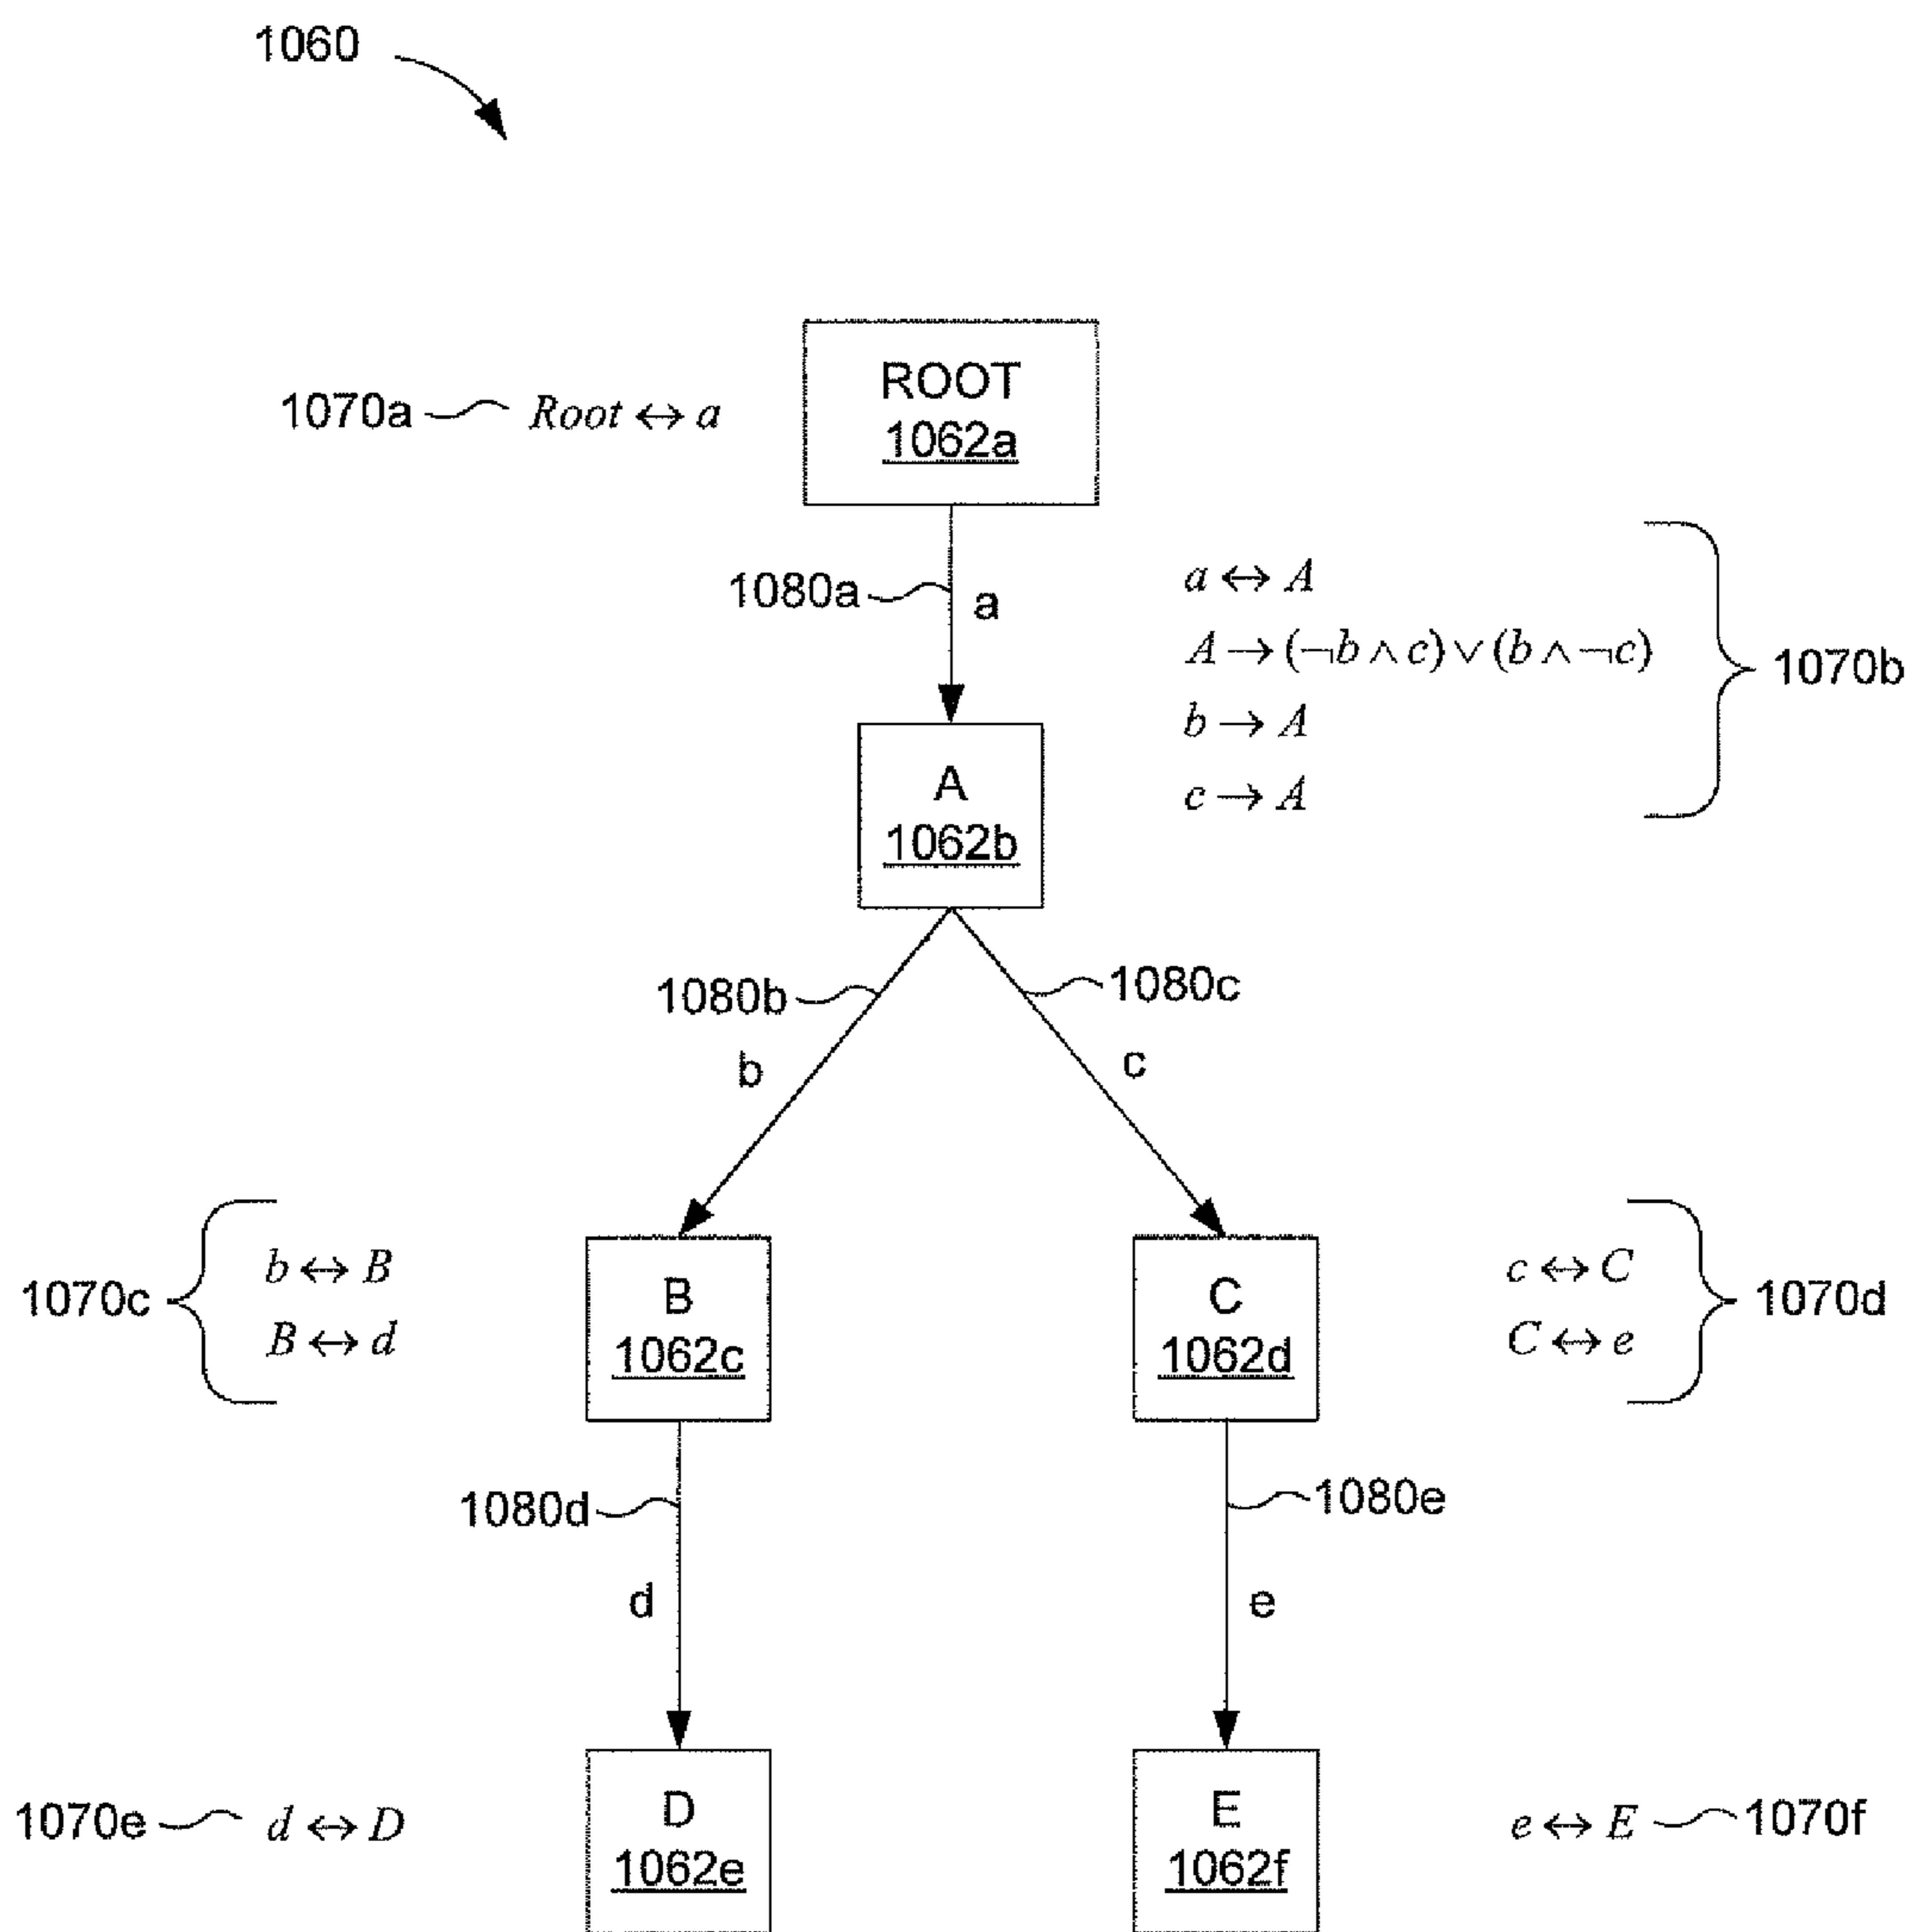 1060
ROOT
1062a
1070a Root ↔ a
1080a a
a ↔ A
A → (¬b ∧ c) ∨ (b ∧ ¬c)
b → A
c → A
1070b
A
1062b
1080b
1080c
b
c
1070c
b ↔ B
B ↔ d
B
1062c
C
1062d
c ↔ C
C ↔ e
1070d
1080d
1080e
d
e
1070e d ↔ D
D
1062e
E
1062f
e ↔ E 1070f